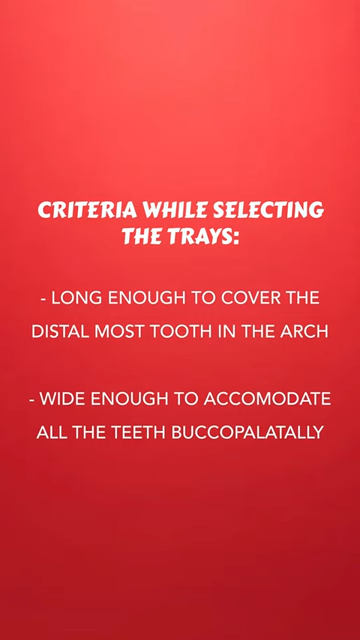 CRITERIA WHILE SELECTING
THE TRAYS:
- LONG ENOUGH TO COVER THE
DISTAL MOST TOOTH IN THE ARCH
- WIDE ENOUGH TO ACCOMODATE
ALL THE TEETH BUCCOPALATALLY